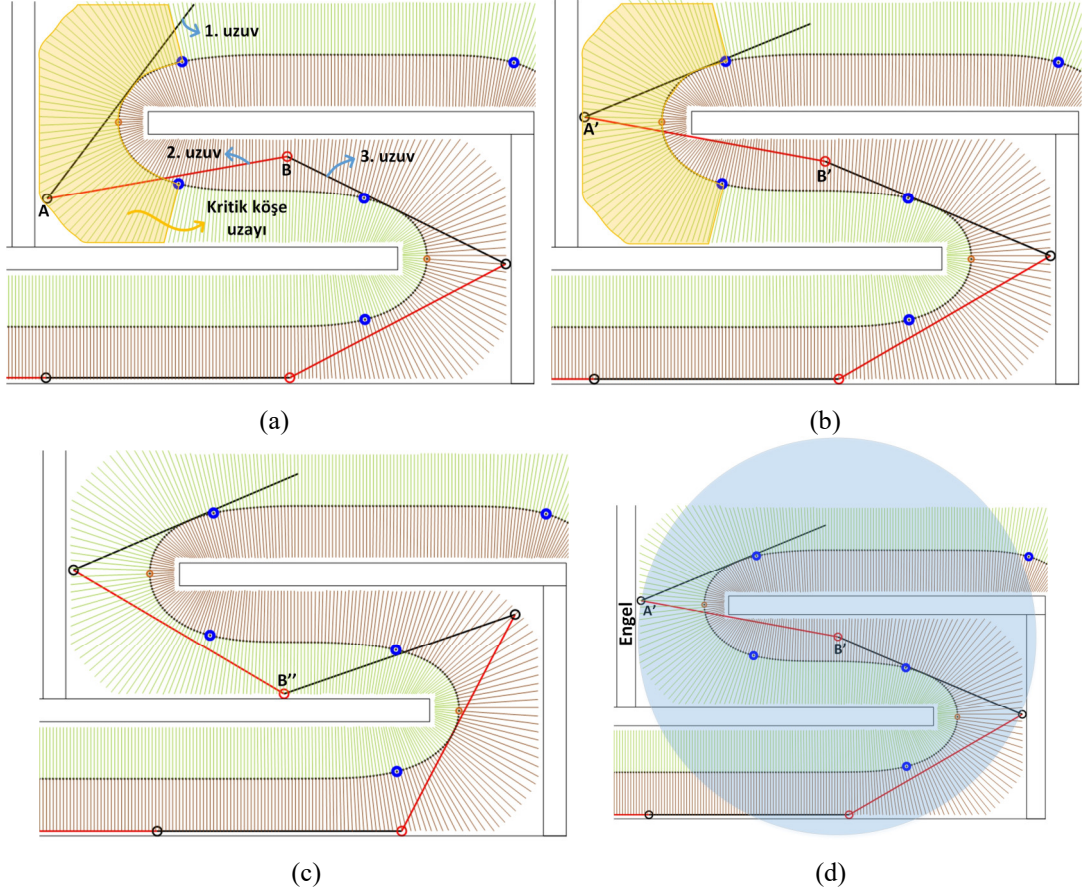 1. uzuv
2. uzuv
3. uzuv
B
A
Kritik köşe
uzayı
(a)
A'
B'
(b)
B''
(c)
Engel
A'
B'
(d)